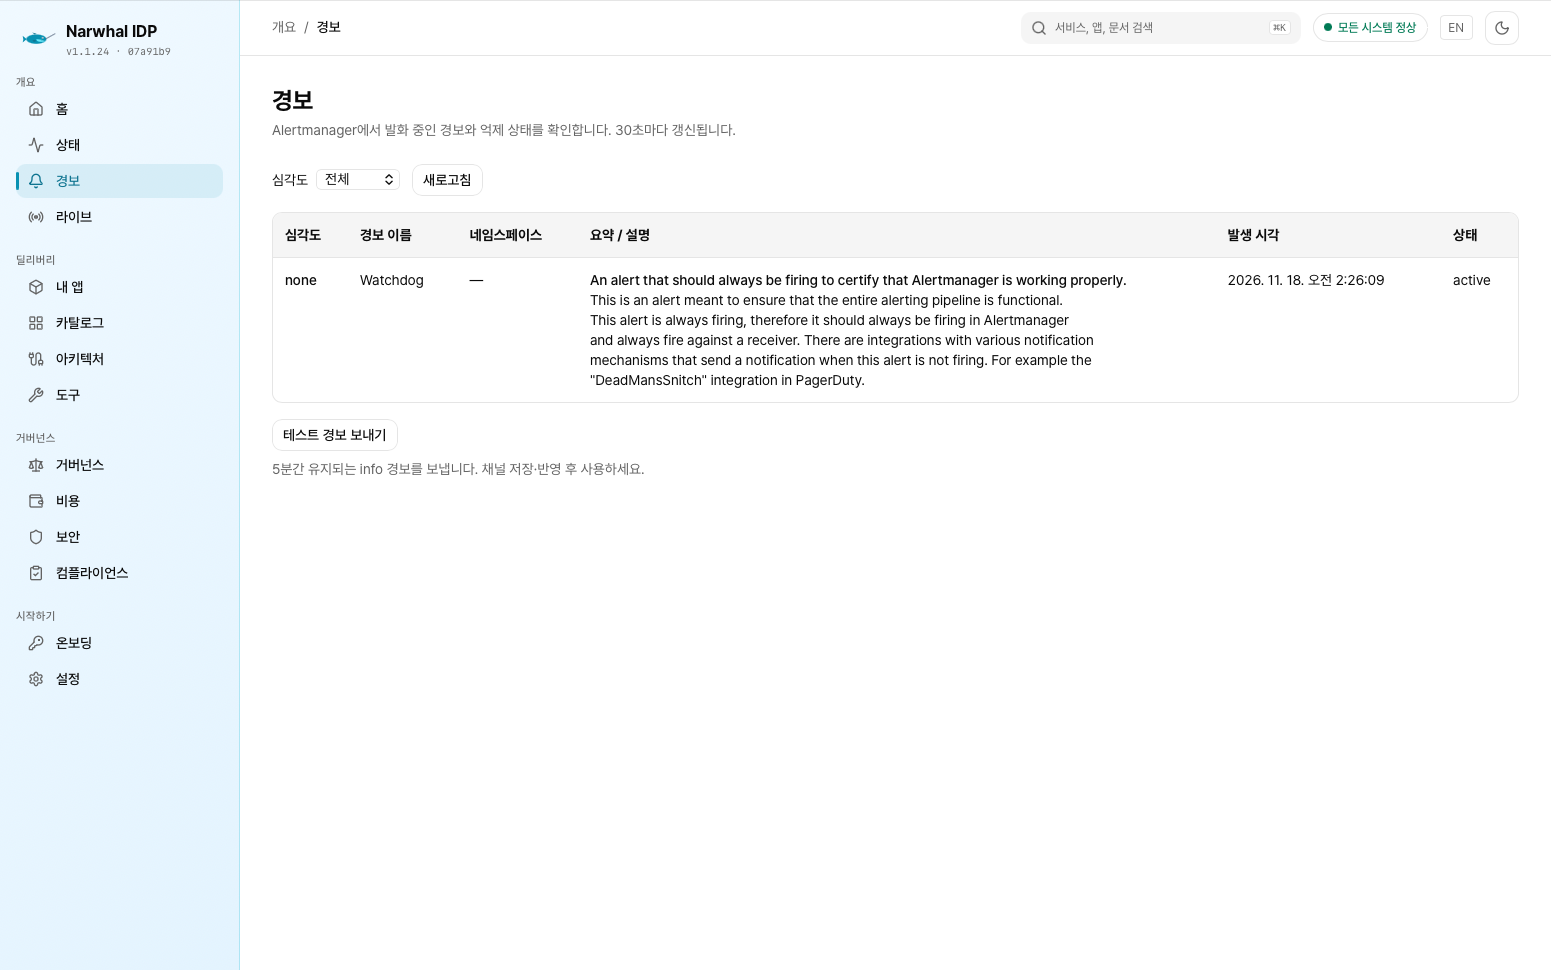 Narwhal IDP
v1.1.24 · 07a91b9
개요
홈
상태
경보
라이브
딜리버리
내 앱
카탈로그
아키텍처
도구
거버넌스
거버넌스
비용
보안
컴플라이언스
시작하기
온보딩
설정
개요 / 경보
서비스, 앱, 문서 검색 ⌘K
모든 시스템 정상
EN
경보
Alertmanager에서 발화 중인 경보와 억제 상태를 확인합니다. 30초마다 갱신됩니다.
심각도 전체 새로고침
심각도 경보 이름 네임스페이스 요약 / 설명 발생 시각 상태
none Watchdog — An alert that should always be firing to certify that Alertmanager is working properly. 2026. 11. 18. 오전 2:26:09 active
This is an alert meant to ensure that the entire alerting pipeline is functional.
This alert is always firing, therefore it should always be firing in Alertmanager
and always fire against a receiver. There are integrations with various notification
mechanisms that send a notification when this alert is not firing. For example the
"DeadMansSnitch" integration in PagerDuty.
테스트 경보 보내기
5분간 유지되는 info 경보를 보냅니다. 채널 저장·반영 후 사용하세요.